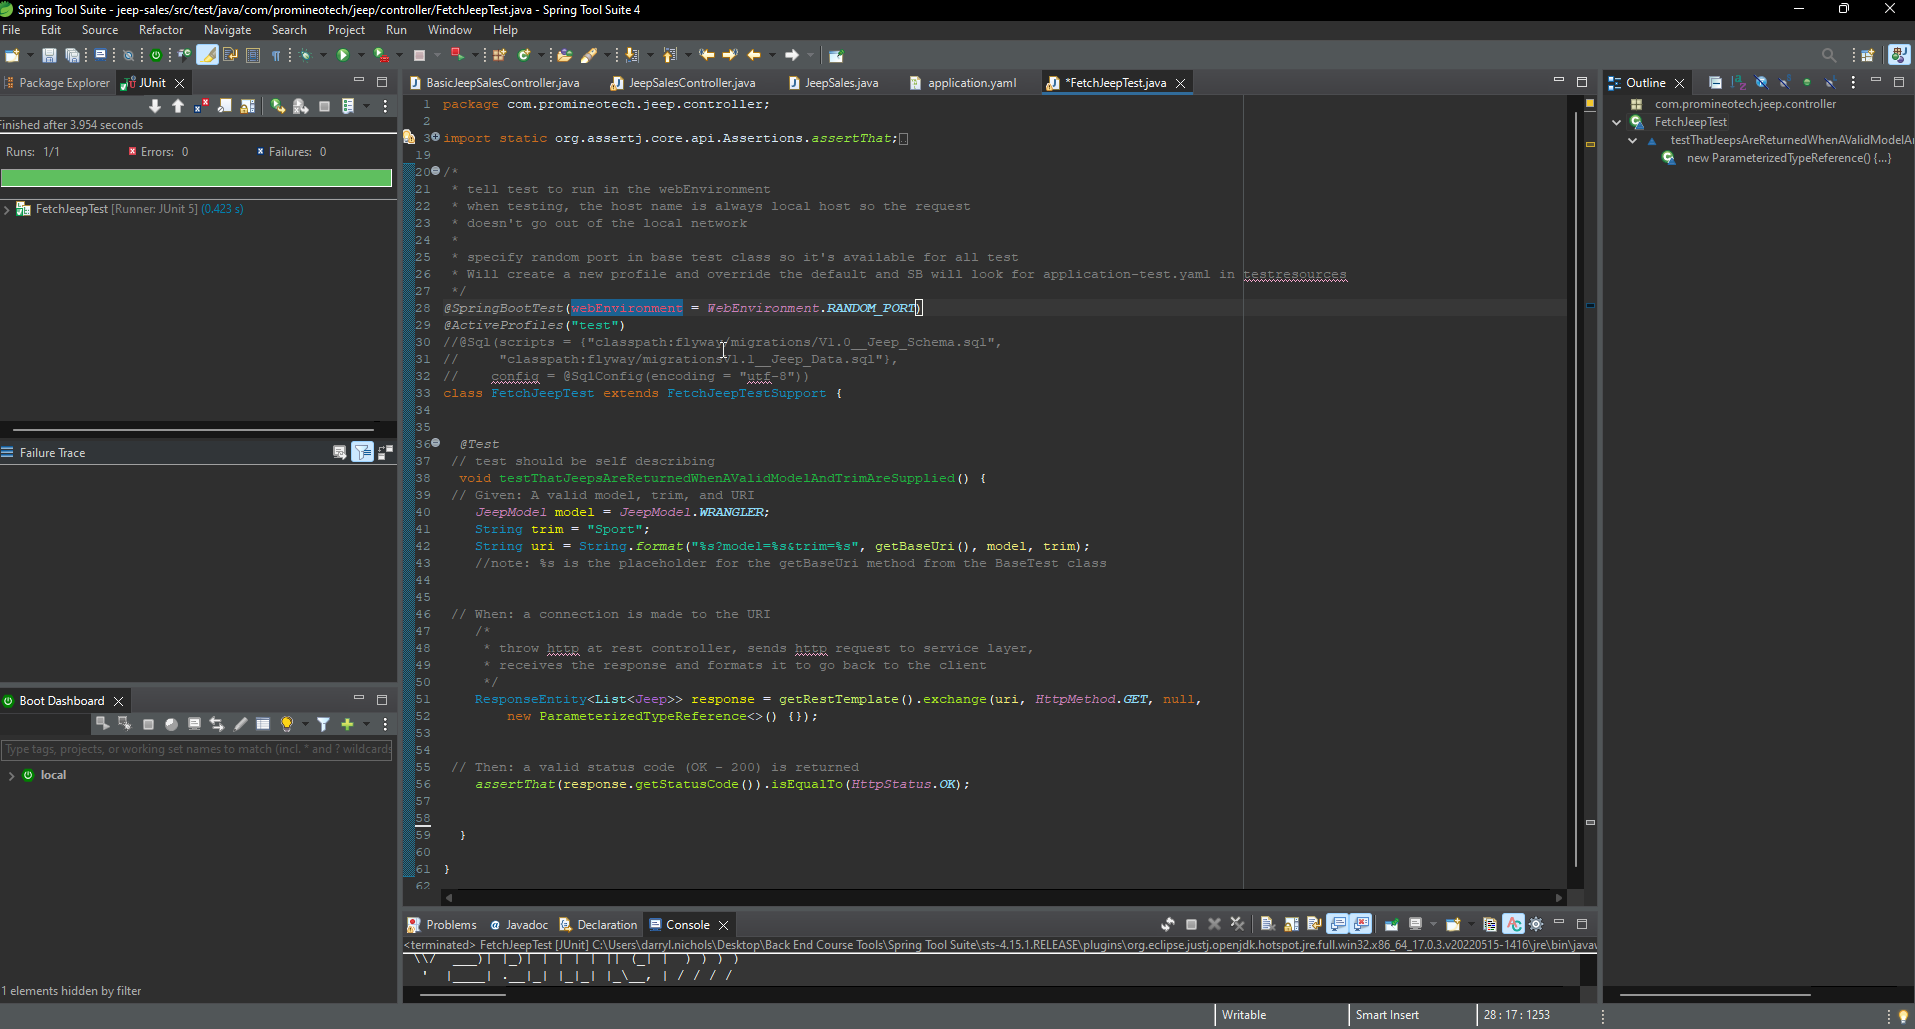 Spring Tool Suite - jeep-sales/src/test/java/com/promineotech/jeep/controller/FetchJeepTest.java - Spring Tool Suite 4
File Edit Source Refactor Navigate Search Project Run Window Help
Package Explorer JUnit
Finished after 3.954 seconds
Runs: 1/1 Errors: 0 Failures: 0
FetchJeepTest [Runner: JUnit 5] (0.423 s)
Failure Trace
Boot Dashboard
Type tags, projects, or working set names to match (incl. * and ? wildcards
local
1 elements hidden by filter
BasicJeepSalesController.java JeepSalesController.java JeepSales.java application.yaml *FetchJeepTest.java
1 package com.promineotech.jeep.controller;
2
3 import static org.assertj.core.api.Assertions.assertThat;
19
20 /*
21 * tell test to run in the webEnvironment
22 * when testing, the host name is always local host so the request
23 * doesn't go out of the local network
24 *
25 * specify random port in base test class so it's available for all test
26 * Will create a new profile and override the default and SB will look for application-test.yaml in testresources
27 */
28 @SpringBootTest(webEnvironment = WebEnvironment.RANDOM_PORT)
29 @ActiveProfiles("test")
30 //@Sql(scripts = {"classpath:flyway/migrations/V1.0__Jeep_Schema.sql",
31 // "classpath:flyway/migrationsV1.1__Jeep_Data.sql"},
32 // config = @SqlConfig(encoding = "utf-8"))
33 class FetchJeepTest extends FetchJeepTestSupport {
34
35
36 @Test
37 // test should be self describing
38 void testThatJeepsAreReturnedWhenAValidModelAndTrimAreSupplied() {
39 // Given: A valid model, trim, and URI
40 JeepModel model = JeepModel.WRANGLER;
41 String trim = "Sport";
42 String uri = String.format("%s?model=%s&trim=%s", getBaseUri(), model, trim);
43 //note: %s is the placeholder for the getBaseUri method from the BaseTest class
44
45
46 // When: a connection is made to the URI
47 /*
48 * throw http at rest controller, sends http request to service layer,
49 * receives the response and formats it to go back to the client
50 */
51 ResponseEntity<List<Jeep>> response = getRestTemplate().exchange(uri, HttpMethod.GET, null,
52 new ParameterizedTypeReference<>() {});
53
54
55 // Then: a valid status code (OK - 200) is returned
56 assertThat(response.getStatusCode()).isEqualTo(HttpStatus.OK);
57
58
59 }
60
61 }
62
Problems Javadoc Declaration Console
<terminated> FetchJeepTest [JUnit] C:\Users\darryl.nichols\Desktop\Back End Course Tools\Spring Tool Suite\sts-4.15.1.RELEASE\plugins\org.eclipse.justj.openjdk.hotspot.jre.full.win32.x86_64_17.0.3.v20220515-1416\jre\bin\javaw
\\/ ___)| |_)| | | | | || (_| | ) ) ) )
' |____| .__|_| |_|_| |_\__, | / / / /
Outline
com.promineotech.jeep.controller
FetchJeepTest
testThatJeepsAreReturnedWhenAValidModelA
new ParameterizedTypeReference() {...}
Writable Smart Insert 28 : 17 : 1253